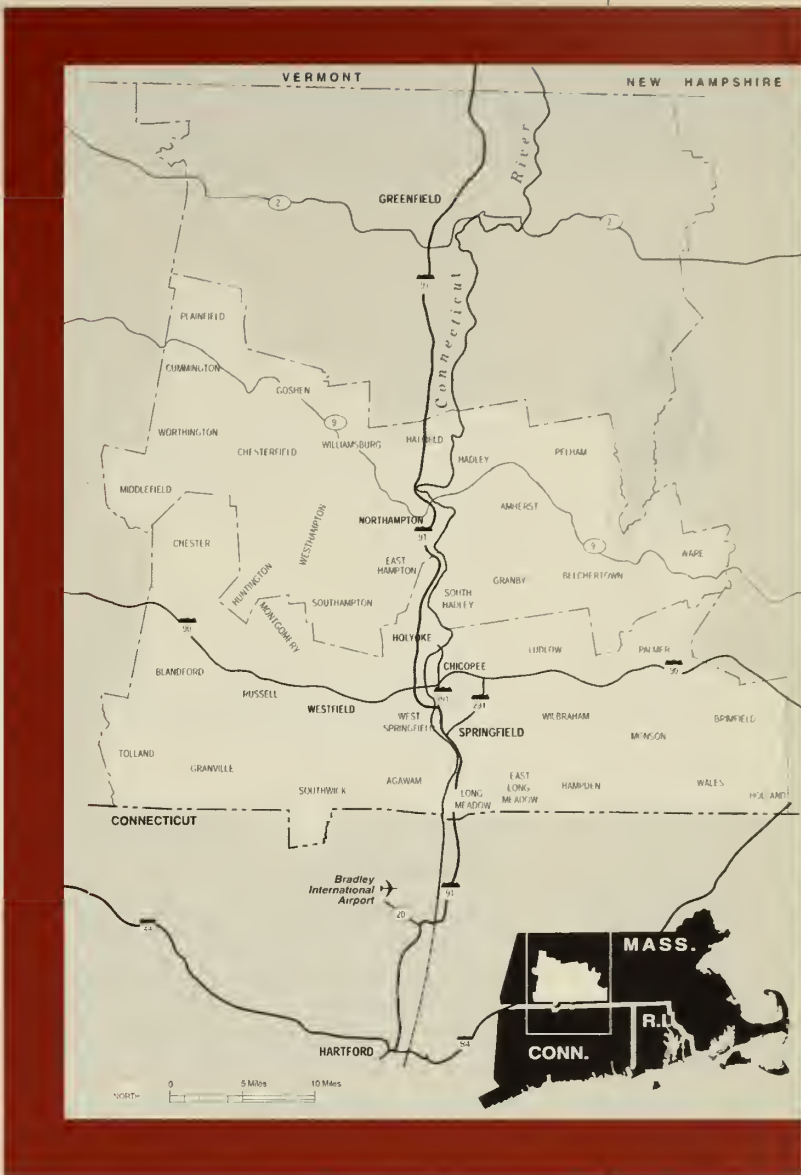 VERMONT
NEW HAMPSHIRE
River
GREENFIELD
2
2
91
Connecticut
PLAINFIELD
CUMMINGTON
GOSHEN
9
WORTHINGTON
CHESTERFIELD
WILLIAMSBURG
HATFIELD
HADLEY
PELHAM
MIDDLEFIELD
AMHERST
NORTHAMPTON
91
WESTHAMPTON
CHESTER
9
WARE
EAST
HAMPTON
HUNTINGTON
GRANBY
BELCHERTOWN
SOUTH
HADLEY
SOUTHAMPTON
MONTGOMERY
90
HOLYOKE
LUDLOW
PALMER
CHICOPEE
90
BLANDFORD
RUSSELL
391
291
WESTFIELD
WEST
SPRINGFIELD
WILBRAHAM
BRIMFIELD
SPRINGFIELD
MONSON
TOLLAND
GRANVILLE
AGAWAM
EAST
LONG
MEADOW
HAMPDEN
WALES
SOUTHWICK
LONG
MEADOW
HOLLAND
CONNECTICUT
Bradley
International
Airport
91
20
44
MASS.
R.I.
84
HARTFORD
CONN.
0 5 Miles 10 Miles
NORTH